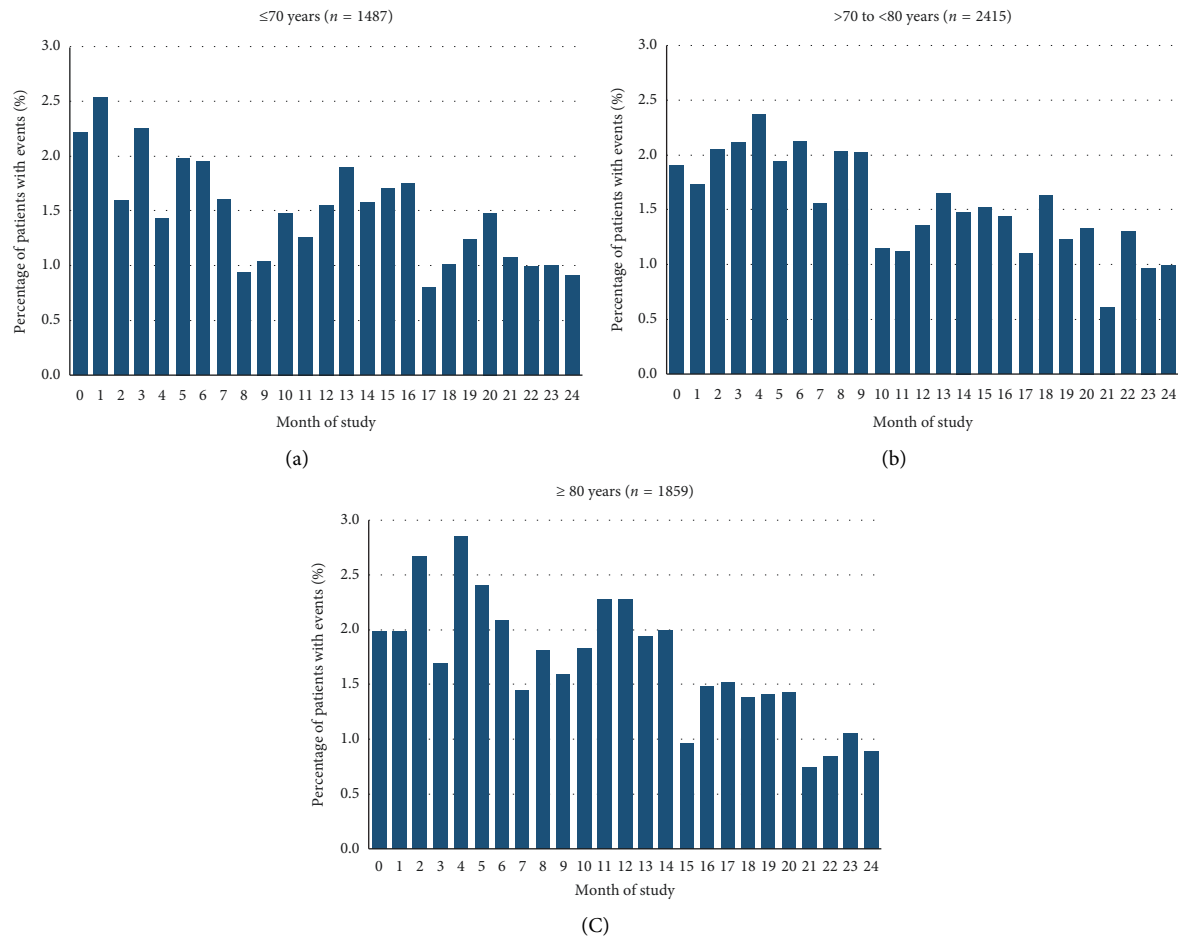 ≤70 years (n = 1487)
Percentage of patients with events (%)
3.0
2.5
2.0
1.5
1.0
0.5
0.0
0 1 2 3 4 5 6 7 8 9 10 11 12 13 14 15 16 17 18 19 20 21 22 23 24
Month of study
(a)
>70 to <80 years (n = 2415)
Percentage of patients with events (%)
3.0
2.5
2.0
1.5
1.0
0.5
0.0
0 1 2 3 4 5 6 7 8 9 10 11 12 13 14 15 16 17 18 19 20 21 22 23 24
Month of study
(b)
≥ 80 years (n = 1859)
Percentage of patients with events (%)
3.0
2.5
2.0
1.5
1.0
0.5
0.0
0 1 2 3 4 5 6 7 8 9 10 11 12 13 14 15 16 17 18 19 20 21 22 23 24
Month of study
(C)